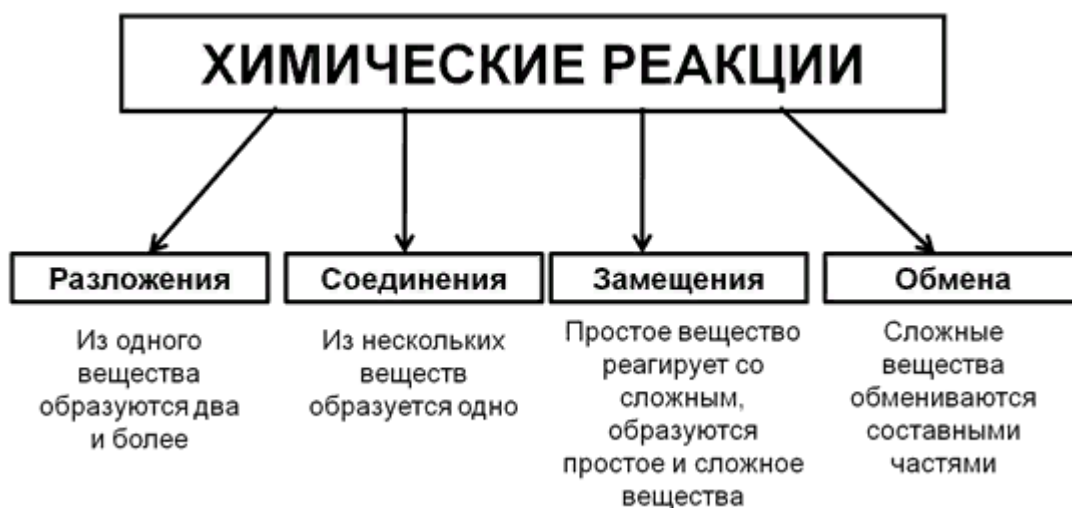 ХИМИЧЕСКИЕ РЕАКЦИИ
Разложения
Из одного
вещества
образуются два
и более
Соединения
Из нескольких
веществ
образуется одно
Замещения
Простое вещество
реагирует со
сложным,
образуются
простое и сложное
вещества
Обмена
Сложные
вещества
обмениваются
составными
частями